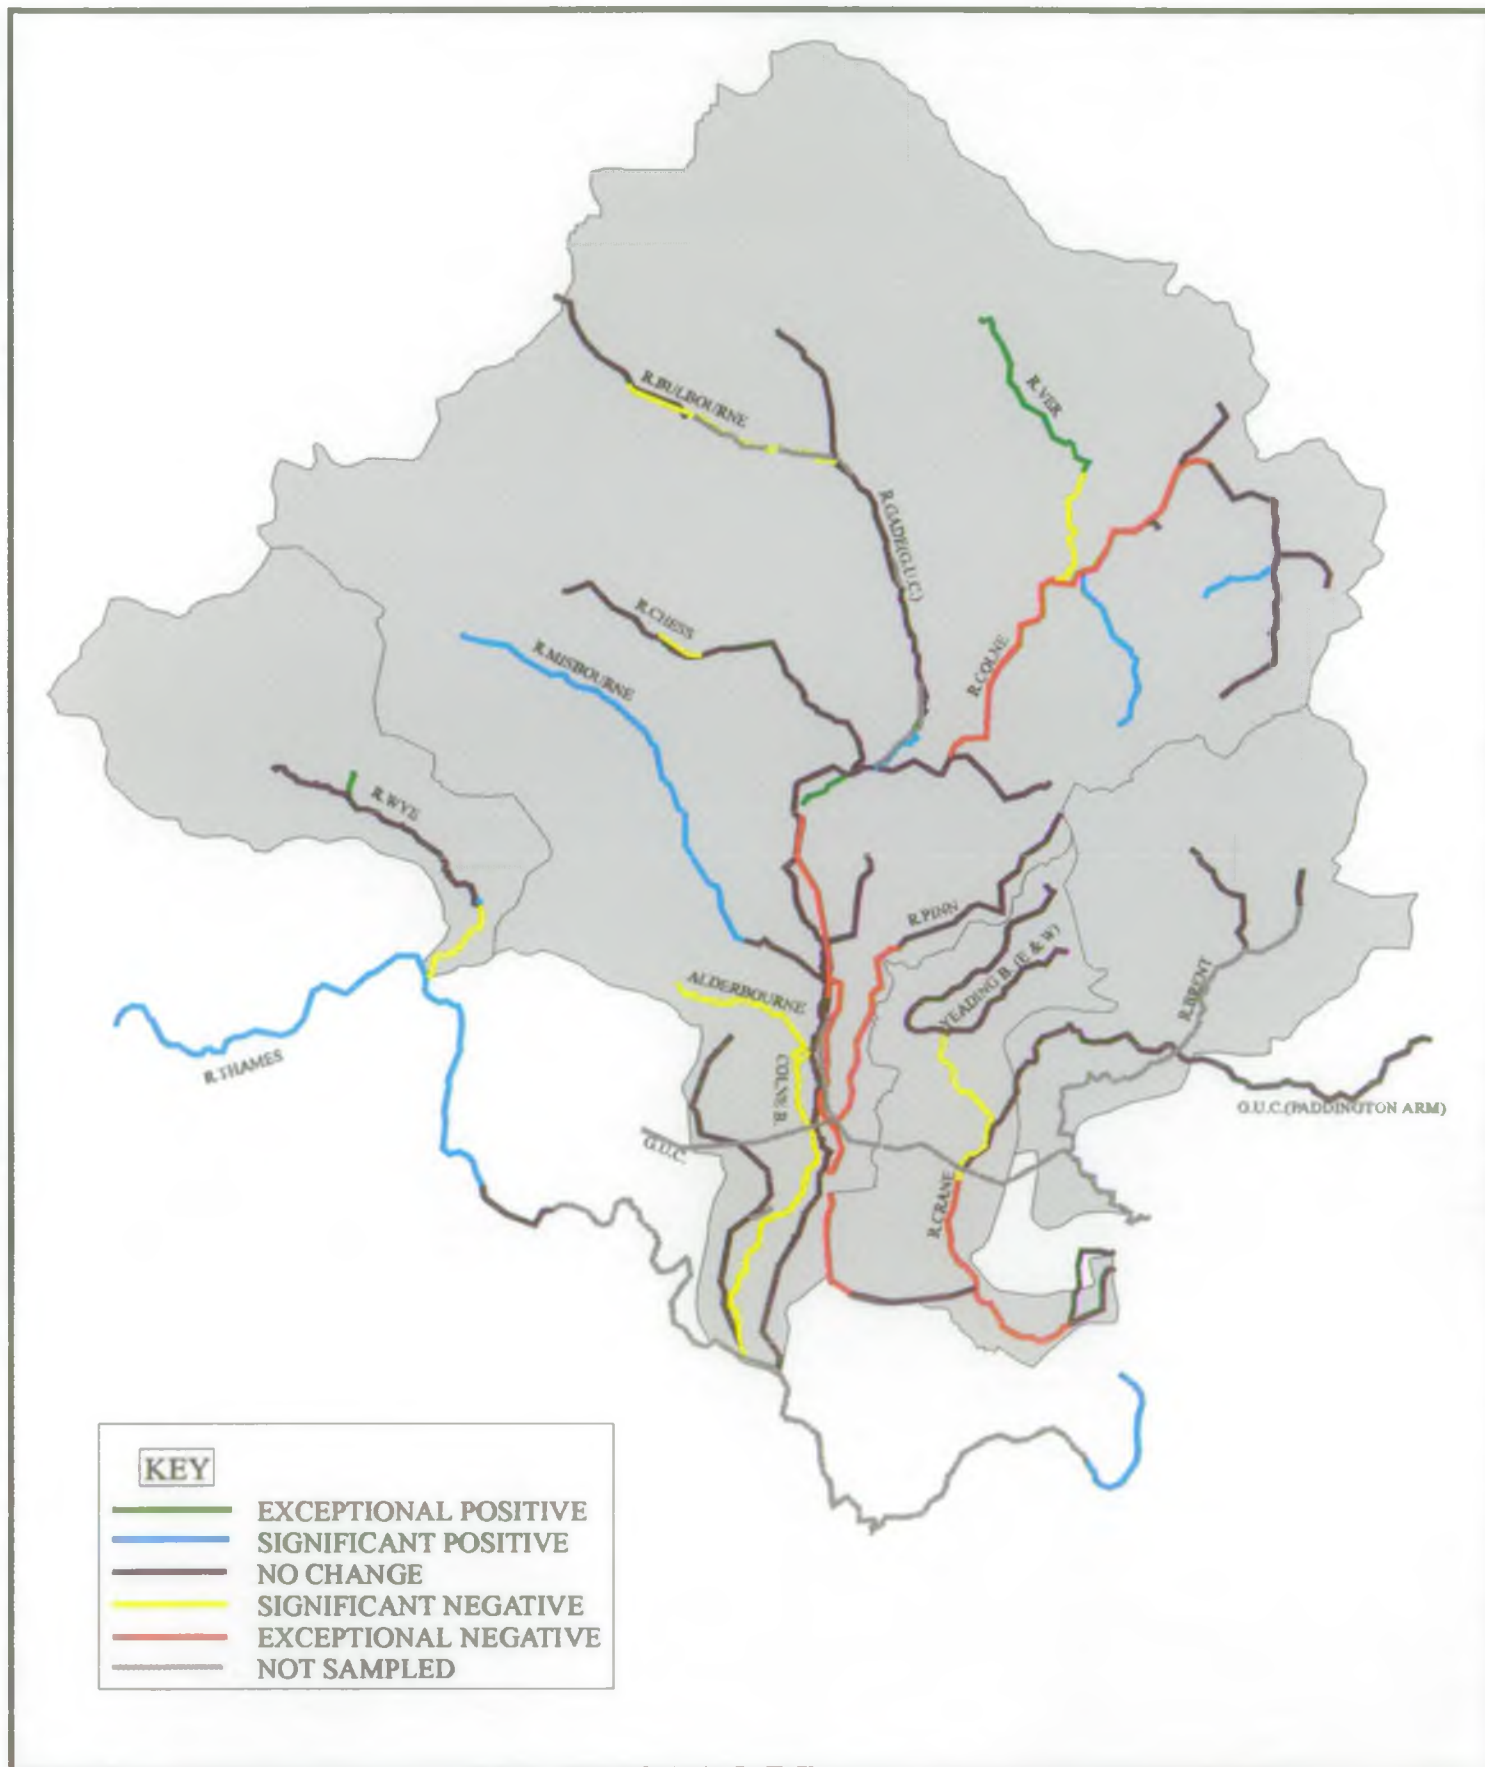 R.BULBOURNE
R.VER
R.GADE(G.U.C.)
R.CHESS
R.MISBOURNE
R.COLNE
R.WYE
R.PINN
YEADING B. (E & W)
R.BRENT
ALDERBOURNE
COLNE B.
R.THAMES
G.U.C.(PADDINGTON ARM)
G.U.C.
R.CRANE
KEY
EXCEPTIONAL POSITIVE
SIGNIFICANT POSITIVE
NO CHANGE
SIGNIFICANT NEGATIVE
EXCEPTIONAL NEGATIVE
NOT SAMPLED